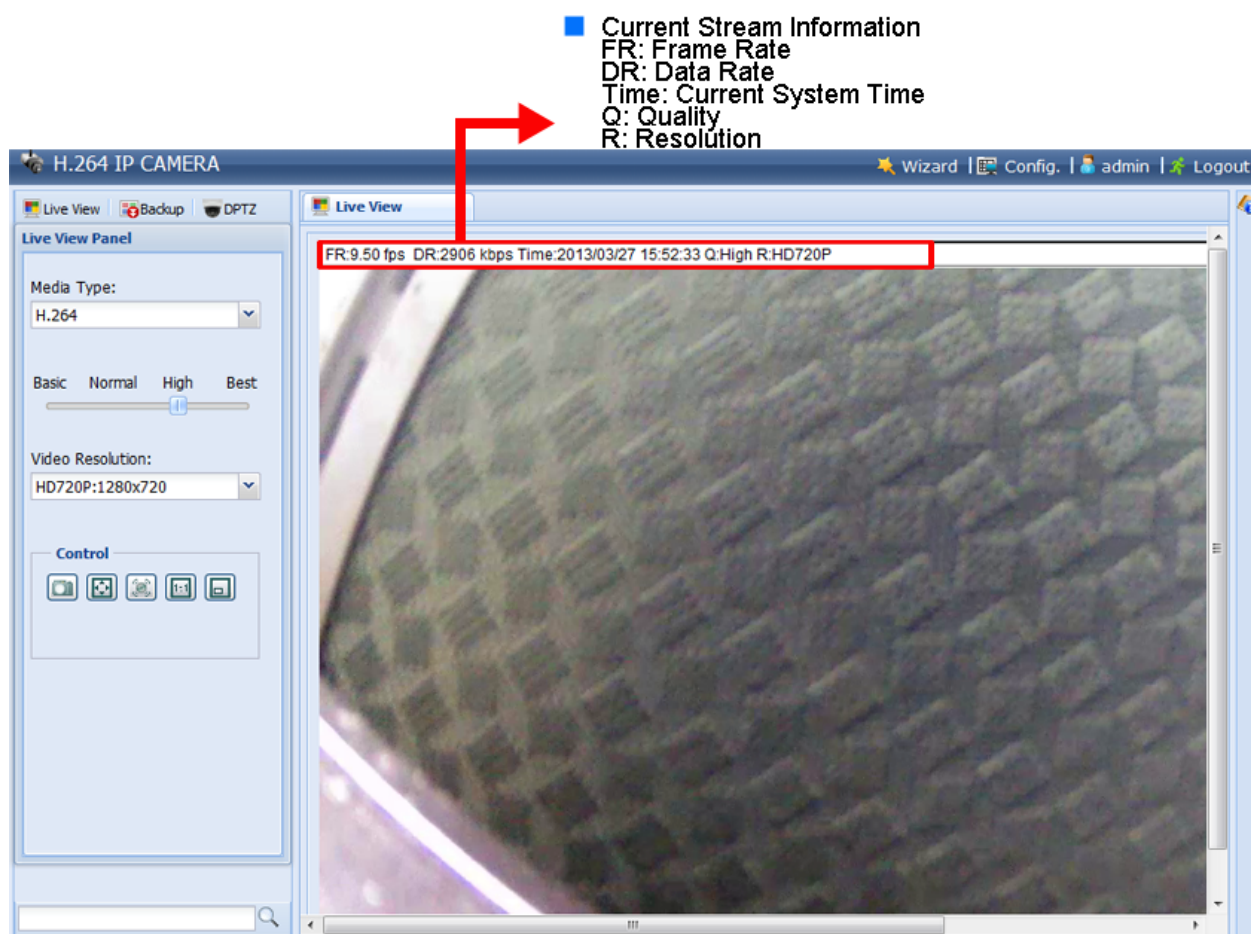 Current Stream Information
FR: Frame Rate
DR: Data Rate
Time: Current System Time
Q: Quality
R: Resolution
H.264 IP CAMERA
Wizard | Config. | admin | Logout
Live View Backup DPTZ
Live View
Live View Panel
FR:9.50 fps DR:2906 kbps Time:2013/03/27 15:52:33 Q:High R:HD720P
Media Type:
H.264
Basic Normal High Best
Video Resolution:
HD720P:1280x720
Control
1:1